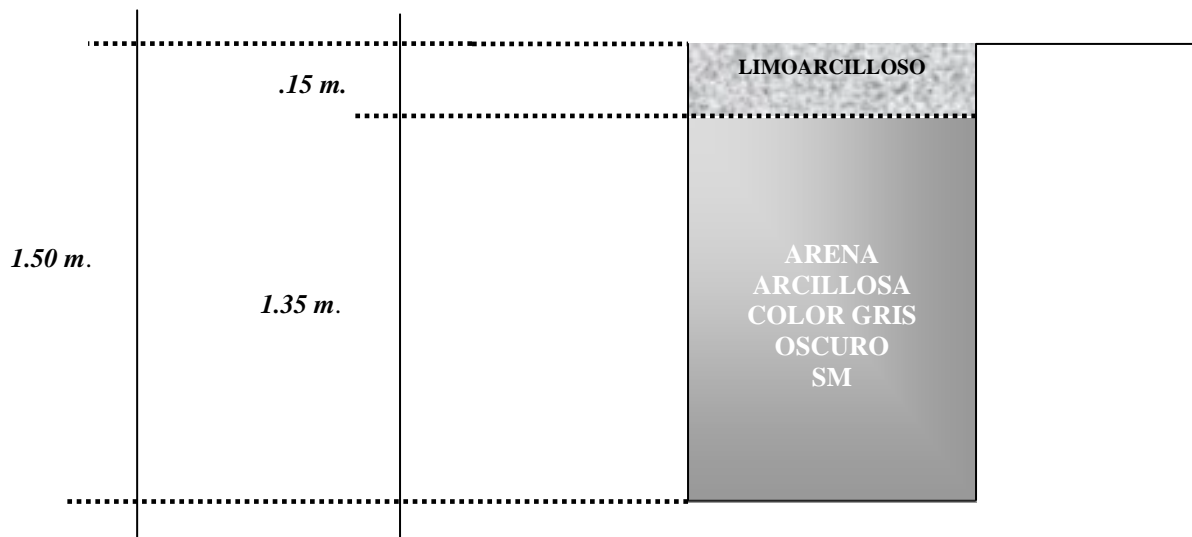 LIMOARCILLOSO
.15 m.
1.50 m.
1.35 m.
ARENA
ARCILLOSA
COLOR GRIS
OSCURO
SM